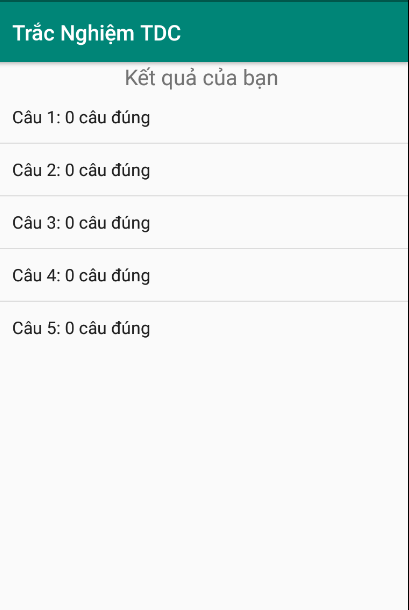 Trắc Nghiệm TDC
Kết quả của bạn
Câu 1: 0 câu đúng
Câu 2: 0 câu đúng
Câu 3: 0 câu đúng
Câu 4: 0 câu đúng
Câu 5: 0 câu đúng